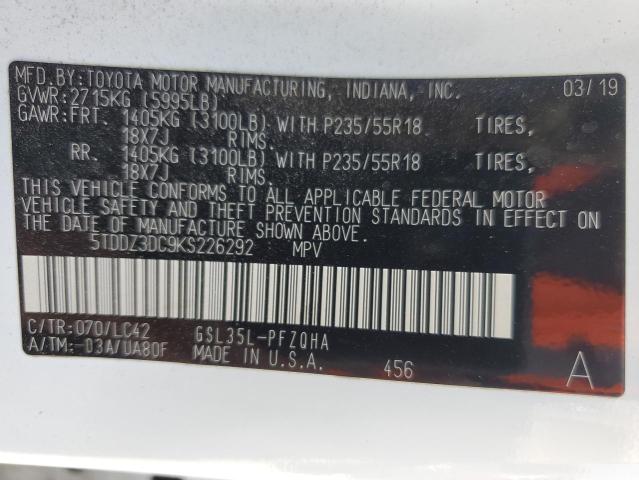 MFD.BY:TOYOTA MOTOR MANUFACTURING, INDIANA, INC. 03/19
GVWR:2715KG (5995LB)
GAWR:FRT. 1405KG (3100LB) WITH P235/55R18 TIRES,
18X7J RIMS.
RR. 1405KG (3100LB) WITH P235/55R18 TIRES,
18X7J RIMS.
THIS VEHICLE CONFORMS TO ALL APPLICABLE FEDERAL MOTOR
VEHICLE SAFETY AND THEFT PREVENTION STANDARDS IN EFFECT ON
THE DATE OF MANUFACTURE SHOWN ABOVE.
5TDDZ3DC9KS226292 MPV
C/TR:070/LC42 GSL35L-PFZQHA
A/TM:-03A/UA80F MADE IN U.S.A. 456 A